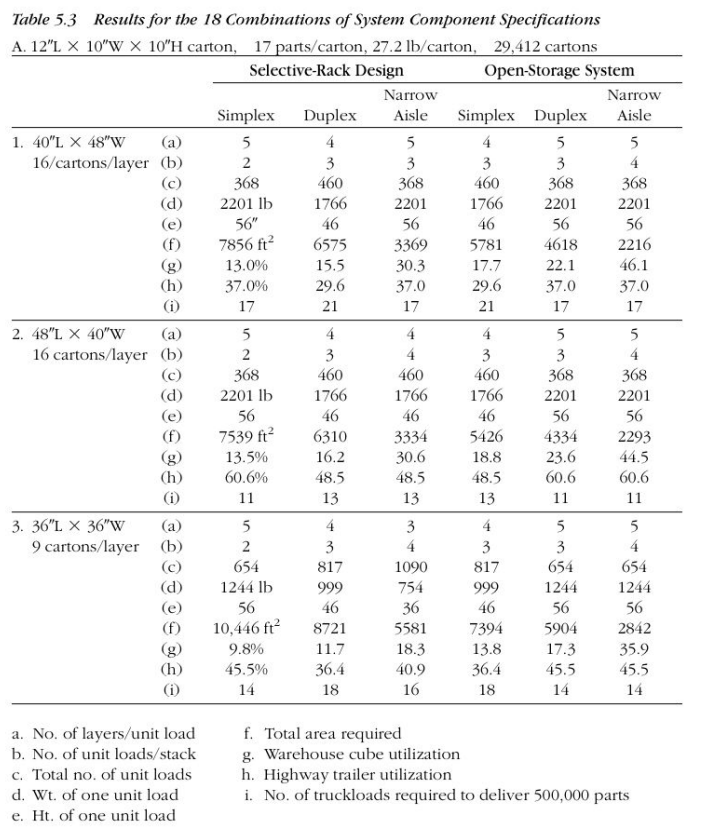 Table 5.3 Results for the 18 Combinations of System Component Specifications
A. 12"L × 10"W × 10"H carton, 17 parts/carton, 27.2 lb/carton, 29,412 cartons
Selective-Rack Design Open-Storage System
Narrow Narrow
Simplex Duplex Aisle Simplex Duplex Aisle
1. 40"L × 48"W (a) 5 4 5 4 5 5
16/cartons/layer (b) 2 3 3 3 3 4
(c) 368 460 368 460 368 368
(d) 2201 lb 1766 2201 1766 2201 2201
(e) 56" 46 56 46 56 56
(f) 7856 ft² 6575 3369 5781 4618 2216
(g) 13.0% 15.5 30.3 17.7 22.1 46.1
(h) 37.0% 29.6 37.0 29.6 37.0 37.0
(i) 17 21 17 21 17 17
2. 48"L × 40"W (a) 5 4 4 4 5 5
16 cartons/layer (b) 2 3 4 3 3 4
(c) 368 460 460 460 368 368
(d) 2201 lb 1766 1766 1766 2201 2201
(e) 56 46 46 46 56 56
(f) 7539 ft² 6310 3334 5426 4334 2293
(g) 13.5% 16.2 30.6 18.8 23.6 44.5
(h) 60.6% 48.5 48.5 48.5 60.6 60.6
(i) 11 13 13 13 11 11
3. 36"L × 36"W (a) 5 4 3 4 5 5
9 cartons/layer (b) 2 3 4 3 3 4
(c) 654 817 1090 817 654 654
(d) 1244 lb 999 754 999 1244 1244
(e) 56 46 36 46 56 56
(f) 10,446 ft² 8721 5581 7394 5904 2842
(g) 9.8% 11.7 18.3 13.8 17.3 35.9
(h) 45.5% 36.4 40.9 36.4 45.5 45.5
(i) 14 18 16 18 14 14
a. No. of layers/unit load f. Total area required
b. No. of unit loads/stack g. Warehouse cube utilization
c. Total no. of unit loads h. Highway trailer utilization
d. Wt. of one unit load i. No. of truckloads required to deliver 500,000 parts
e. Ht. of one unit load